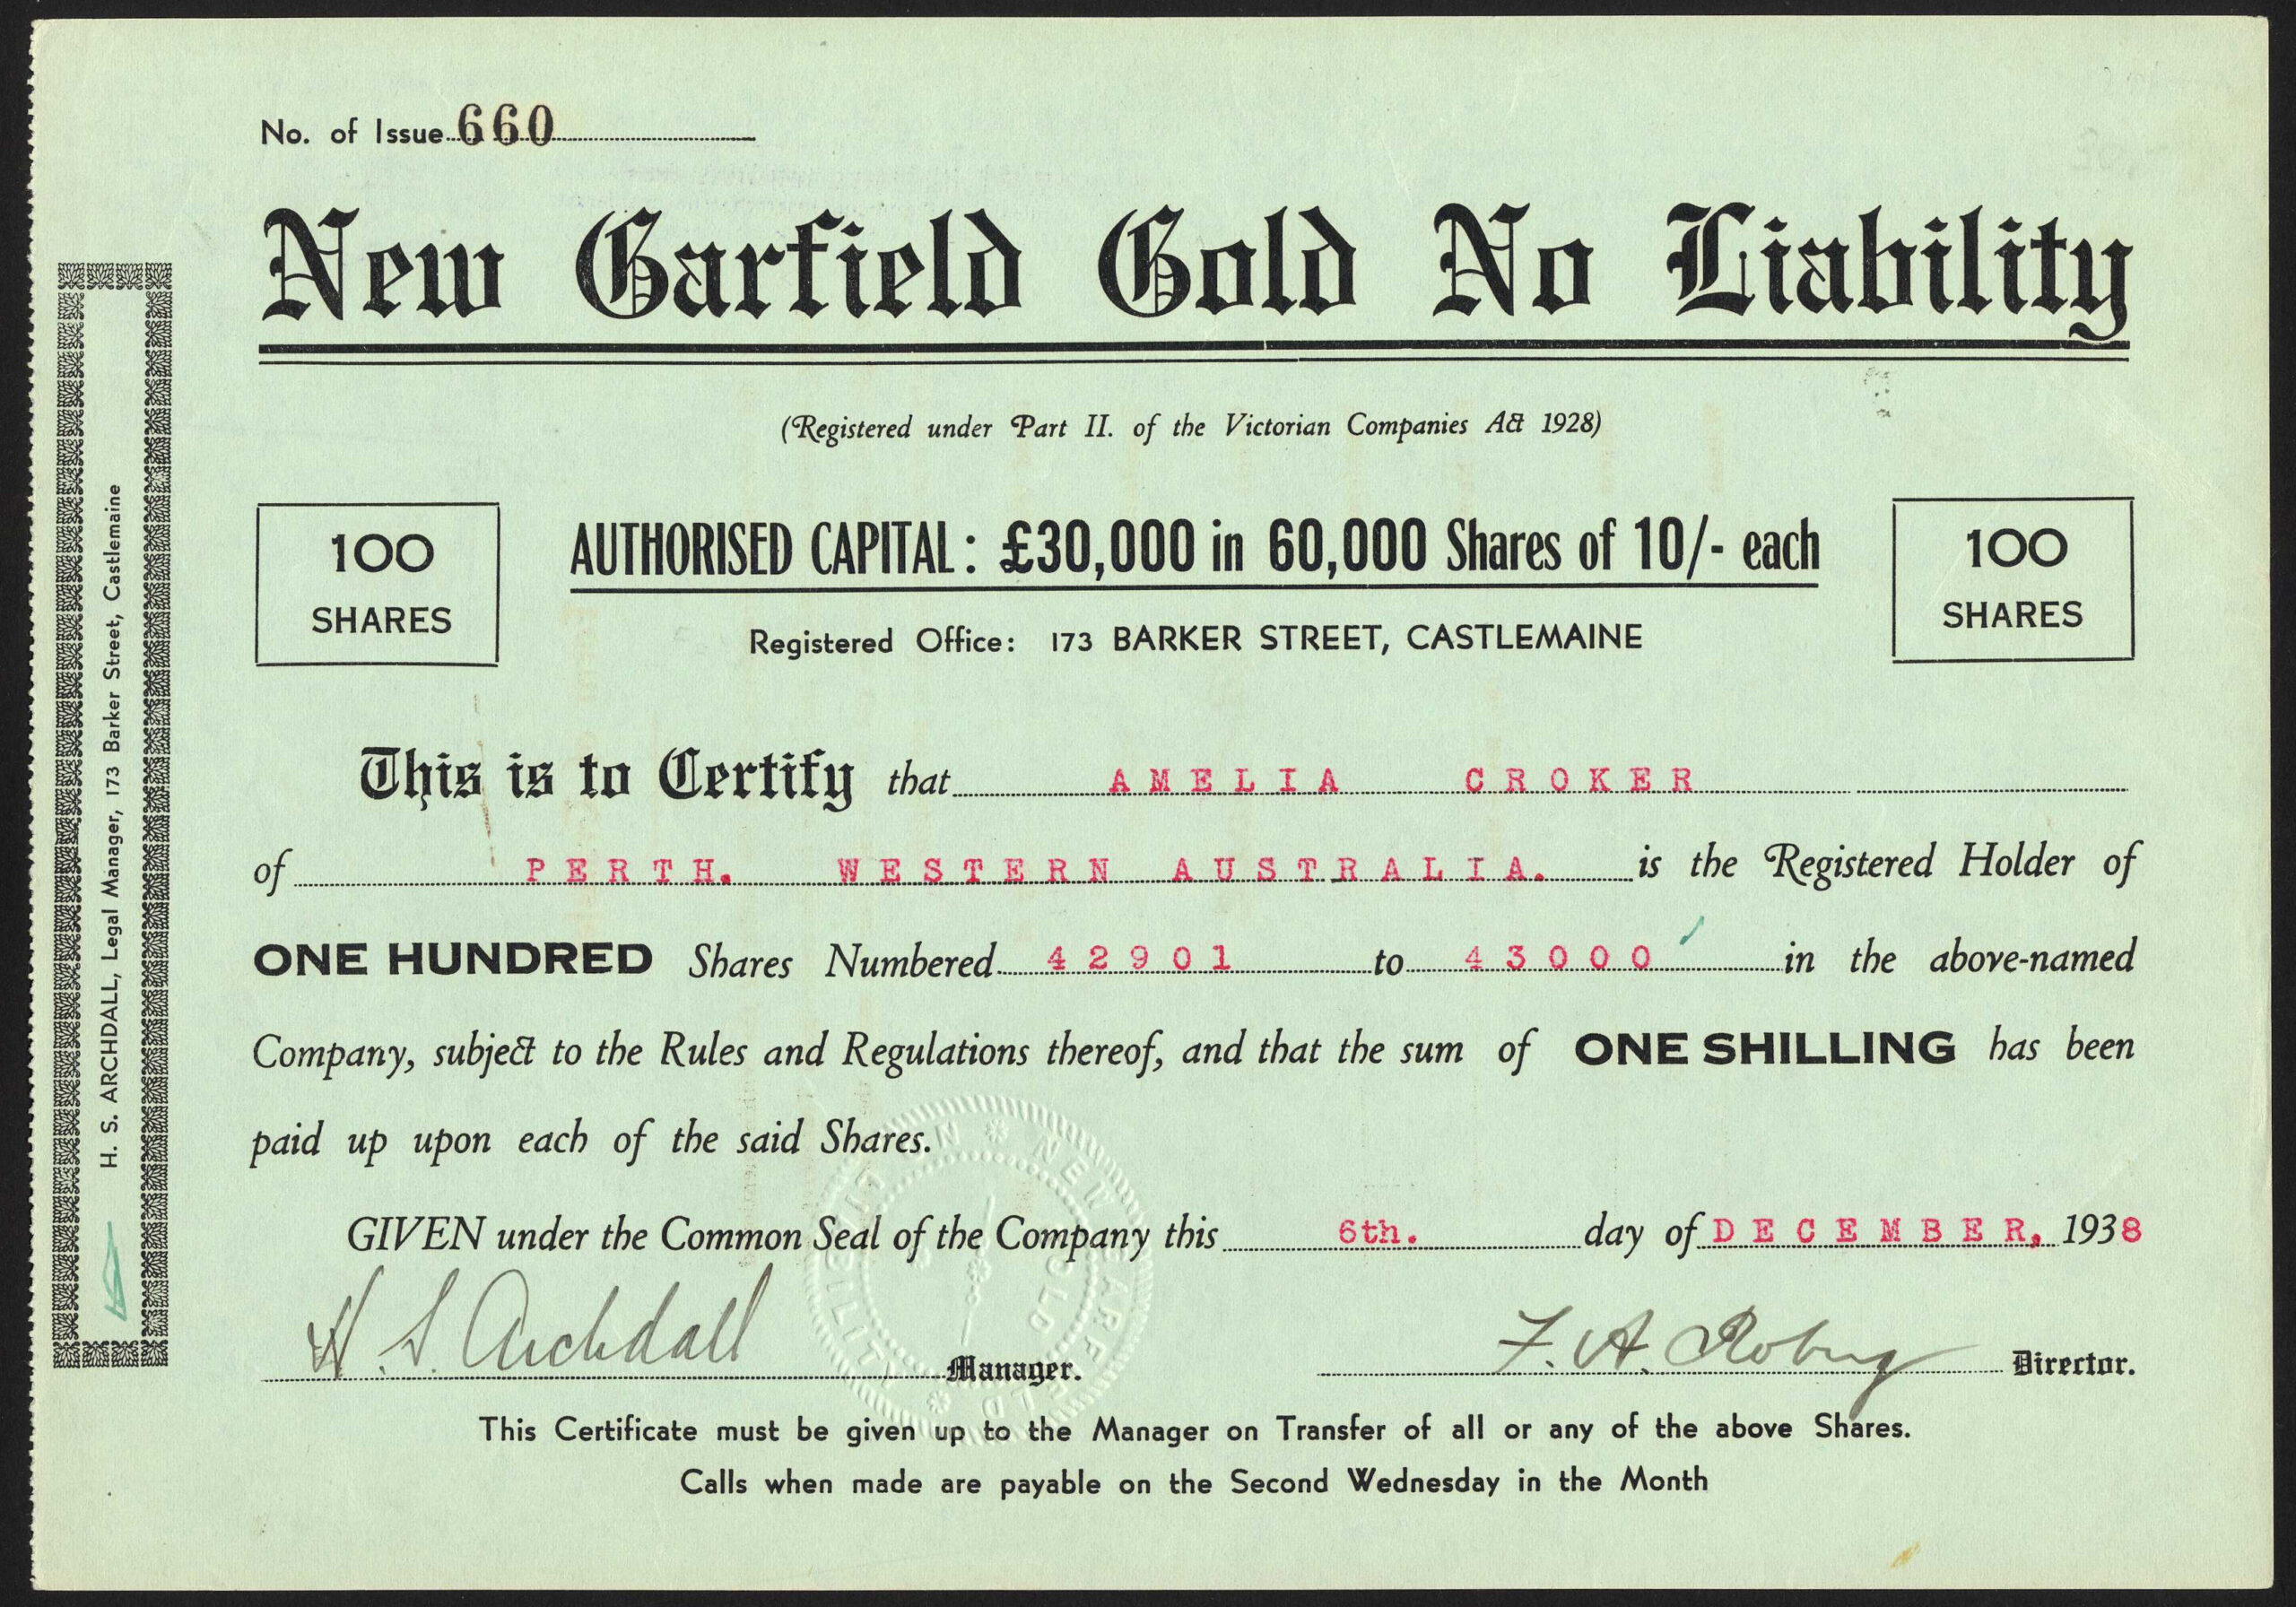 No. of Issue 660
New Garfield Gold No Liability
(Registered under Part II. of the Victorian Companies Act 1928)
100
SHARES
AUTHORISED CAPITAL: £30,000 in 60,000 Shares of 10/- each
Registered Office: 173 BARKER STREET, CASTLEMAINE
100
SHARES
This is to Certify that AMELIA CROKER
of PERTH. WESTERN AUSTRALIA. is the Registered Holder of
ONE HUNDRED Shares Numbered 42901 to 43000 in the above-named
Company, subject to the Rules and Regulations thereof, and that the sum of ONE SHILLING has been
paid up upon each of the said Shares.
GIVEN under the Common Seal of the Company this 6th. day of DECEMBER, 1938
H. S. Archdall Manager.
F. A. Director.
This Certificate must be given up to the Manager on Transfer of all or any of the above Shares.
Calls when made are payable on the Second Wednesday in the Month
H. S. ARCHDALL, Legal Manager, 173 Barker Street, Castlemaine